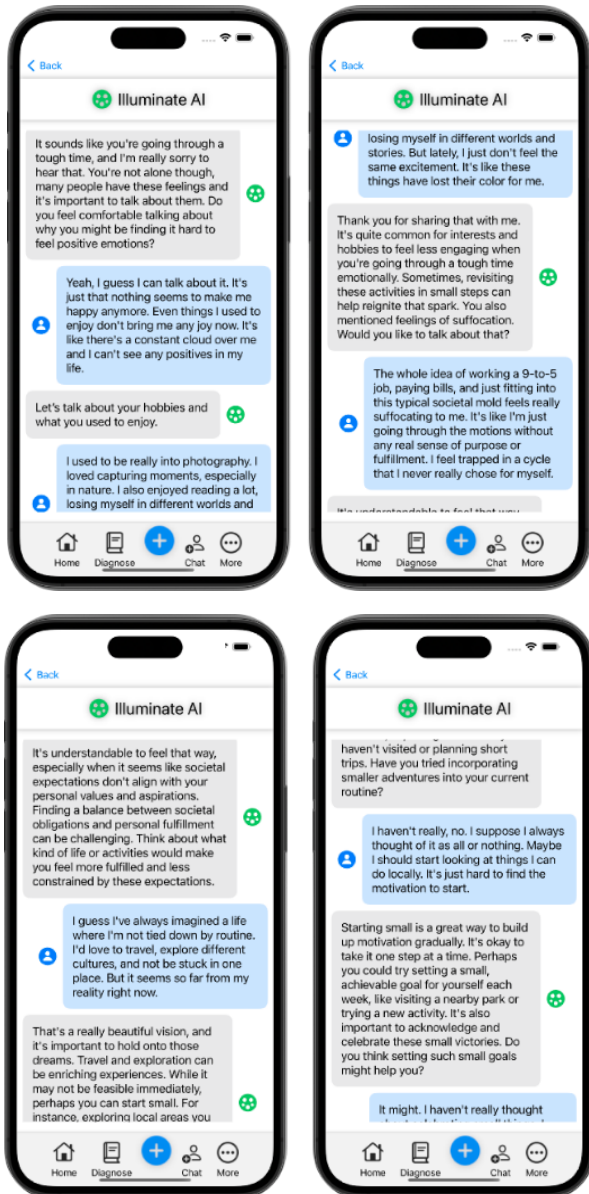 Back
Illuminate AI
It sounds like you're going through a
tough time, and I'm really sorry to
hear that. You're not alone though,
many people have these feelings and
it's important to talk about them. Do
you feel comfortable talking about
why you might be finding it hard to
feel positive emotions?
Yeah, I guess I can talk about it. It's
just that nothing seems to make me
happy anymore. Even things I used to
enjoy don't bring me any joy now. It's
like there's a constant cloud over me
and I can't see any positives in my
life.
Let's talk about your hobbies and
what you used to enjoy.
I used to be really into photography. I
loved capturing moments, especially
in nature. I also enjoyed reading a lot,
losing myself in different worlds and
Home Diagnose Chat More
Back
Illuminate AI
losing myself in different worlds and
stories. But lately, I just don't feel the
same excitement. It's like these
things have lost their color for me.
Thank you for sharing that with me.
It's quite common for interests and
hobbies to feel less engaging when
you're going through a tough time
emotionally. Sometimes, revisiting
these activities in small steps can
help reignite that spark. You also
mentioned feelings of suffocation.
Would you like to talk about that?
The whole idea of working a 9-to-5
job, paying bills, and just fitting into
this typical societal mold feels really
suffocating to me. It's like I'm just
going through the motions without
any real sense of purpose or
fulfillment. I feel trapped in a cycle
that I never really chose for myself.
It's understandable to feel that way
Home Diagnose Chat More
Back
Illuminate AI
It's understandable to feel that way,
especially when it seems like societal
expectations don't align with your
personal values and aspirations.
Finding a balance between societal
obligations and personal fulfillment
can be challenging. Think about what
kind of life or activities would make
you feel more fulfilled and less
constrained by these expectations.
I guess I've always imagined a life
where I'm not tied down by routine.
I'd love to travel, explore different
cultures, and not be stuck in one
place. But it seems so far from my
reality right now.
That's a really beautiful vision, and
it's important to hold onto those
dreams. Travel and exploration can
be enriching experiences. While it
may not be feasible immediately,
perhaps you can start small. For
instance, exploring local areas you
Home Diagnose Chat More
Back
Illuminate AI
haven't visited or planning short
trips. Have you tried incorporating
smaller adventures into your current
routine?
I haven't really, no. I suppose I always
thought of it as all or nothing. Maybe
I should start looking at things I can
do locally. It's just hard to find the
motivation to start.
Starting small is a great way to build
up motivation gradually. It's okay to
take it one step at a time. Perhaps
you could try setting a small,
achievable goal for yourself each
week, like visiting a nearby park or
trying a new activity. It's also
important to acknowledge and
celebrate these small victories. Do
you think setting such small goals
might help you?
It might. I haven't really thought
Home Diagnose Chat More